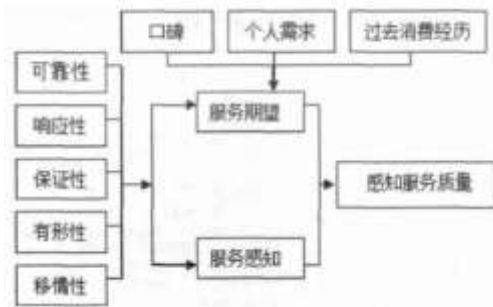 口碑
个人需求
过去消费经历
可靠性
响应性
保证性
有形性
移情性
服务期望
服务感知
感知服务质量